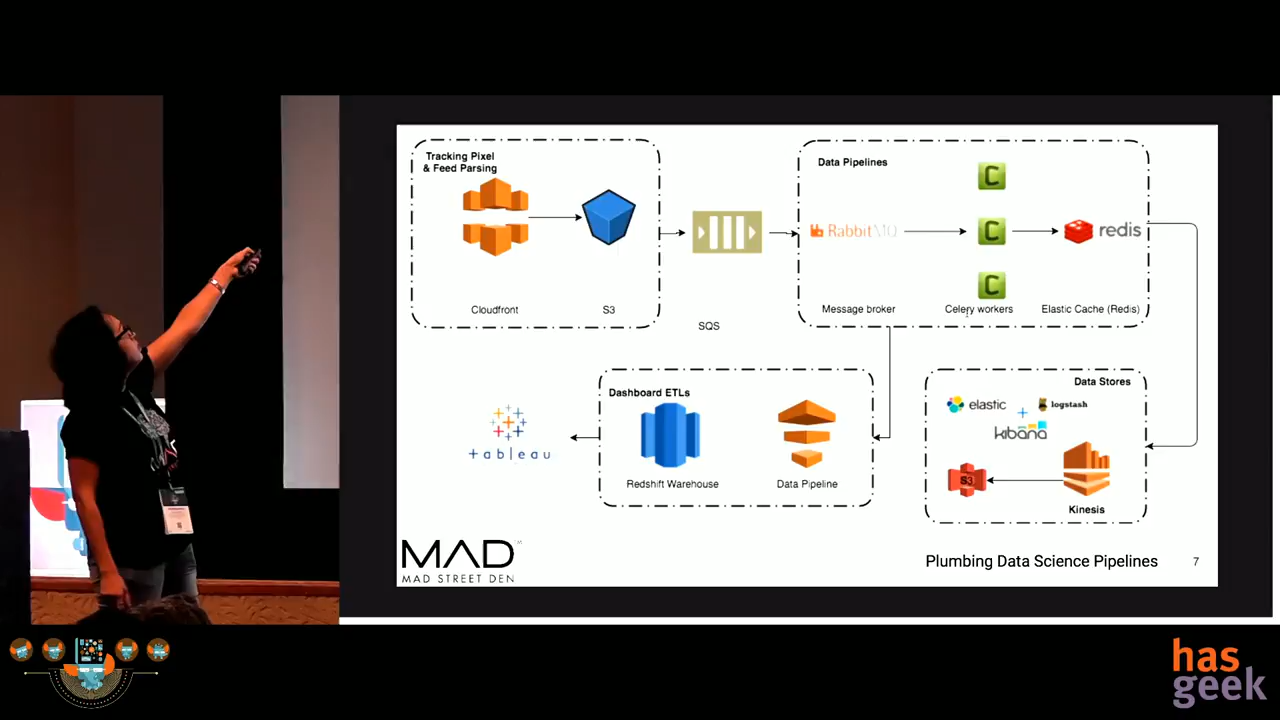 Tracking Pixel
& Feed Parsing
Cloudfront
S3
SQS
Data Pipelines
RabbitMQ
C
C
C
redis
Message broker
Celery workers
Elastic Cache (Redis)
Dashboard ETLs
+ableau
Redshift Warehouse
Data Pipeline
Data Stores
elastic
logstash
+
kibana
S3
Kinesis
MAD
MAD STREET DEN
Plumbing Data Science Pipelines
7
has
geek